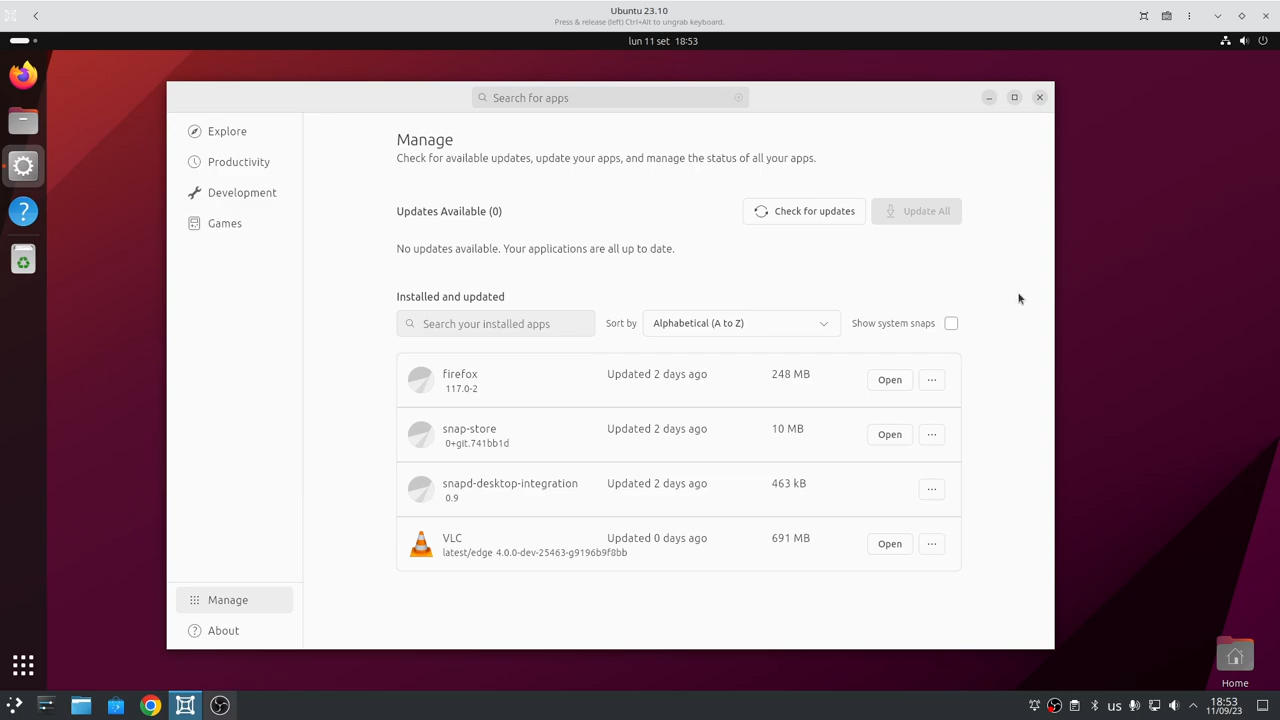 Ubuntu 23.10
Press & release (left) Ctrl+Alt to ungrab keyboard.
lun 11 set 18:53
Search for apps
Explore
Productivity
Development
Games
Manage
Check for available updates, update your apps, and manage the status of all your apps.
Updates Available (0)
Check for updates
Update All
No updates available. Your applications are all up to date.
Installed and updated
Search your installed apps
Sort by
Alphabetical (A to Z)
Show system snaps
firefox
Updated 2 days ago
248 MB
Open
117.0-2
snap-store
Updated 2 days ago
10 MB
Open
0+git.741bb1d
snapd-desktop-integration
Updated 2 days ago
463 kB
0.9
VLC
Updated 0 days ago
691 MB
Open
latest/edge 4.0.0-dev-25463-g9196b9f8bb
Manage
About
Home
us
18:53
11/09/23